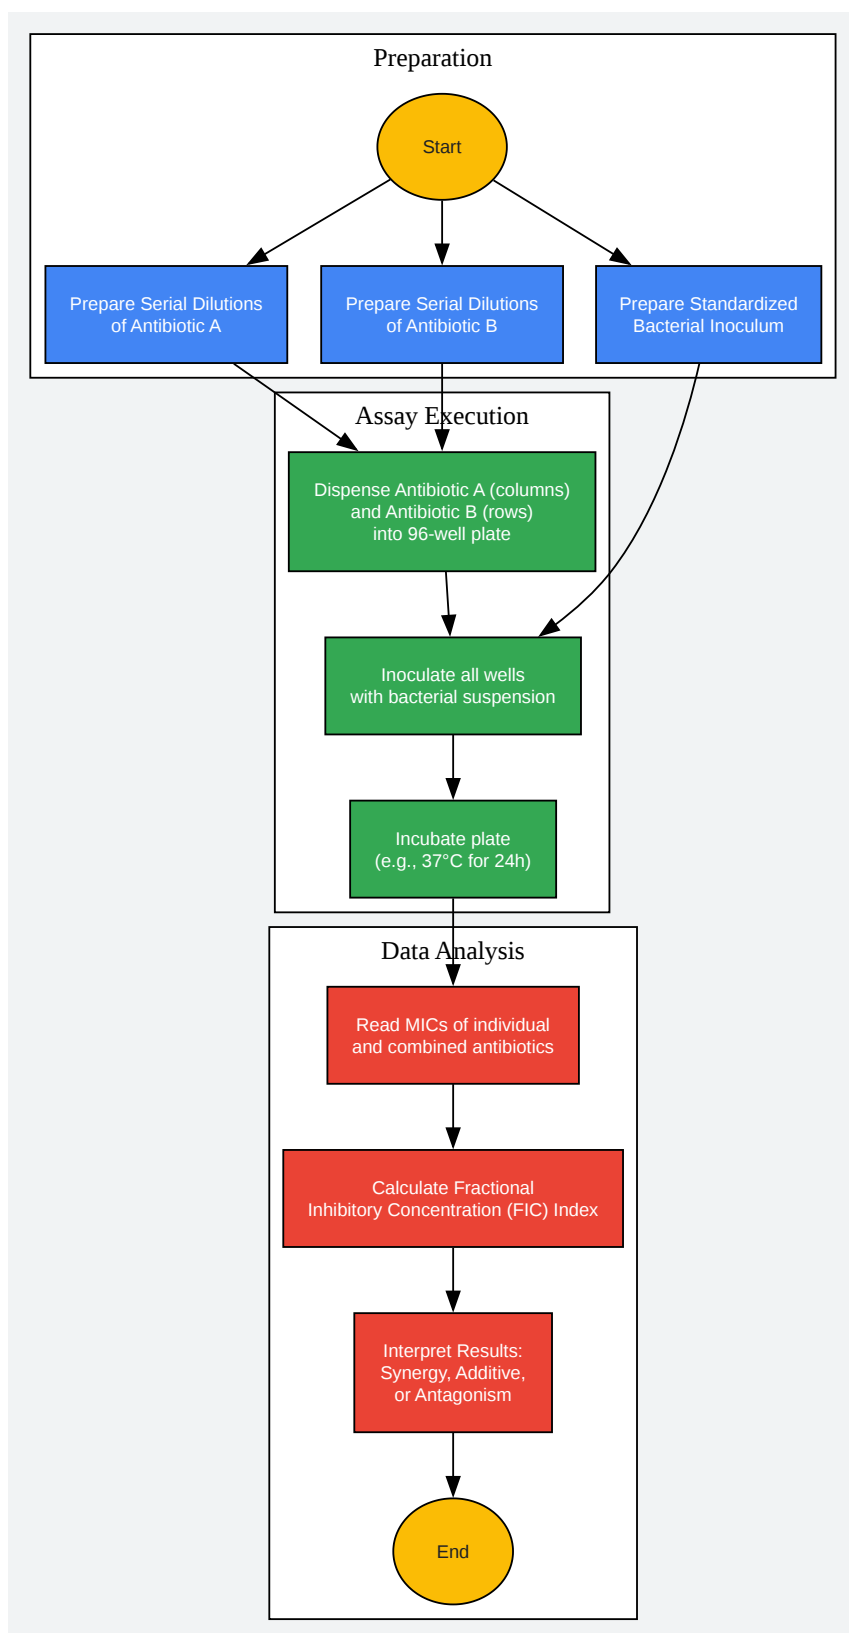 Preparation
Start
Prepare Serial Dilutions
of Antibiotic A
Prepare Serial Dilutions
of Antibiotic B
Prepare Standardized
Bacterial Inoculum
Assay Execution
Dispense Antibiotic A (columns)
and Antibiotic B (rows)
into 96-well plate
Inoculate all wells
with bacterial suspension
Incubate plate
(e.g., 37°C for 24h)
Data Analysis
Read MICs of individual
and combined antibiotics
Calculate Fractional
Inhibitory Concentration (FIC) Index
Interpret Results:
Synergy, Additive,
or Antagonism
End